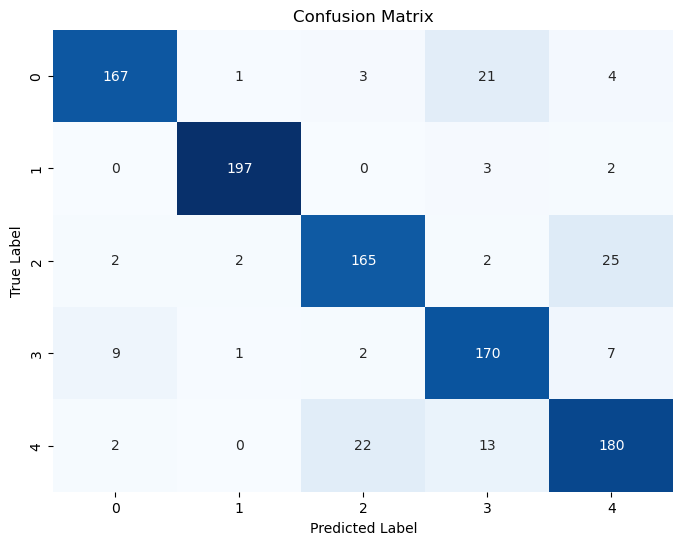 Confusion Matrix
True Label
0 167 1 3 21 4
1 0 197 0 3 2
2 2 2 165 2 25
3 9 1 2 170 7
4 2 0 22 13 180
0 1 2 3 4
Predicted Label